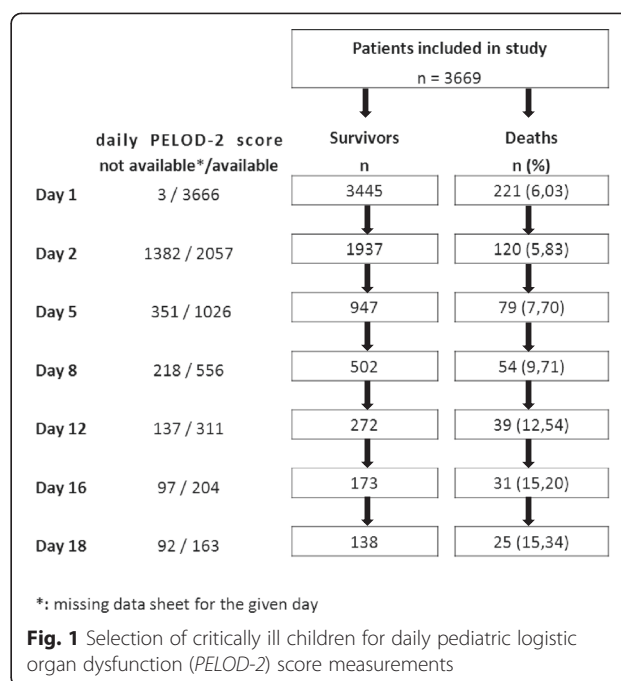 Patients included in study
n = 3669
daily PELOD-2 score
not available*/available
Survivors
n
Deaths
n (%)
Day 1 3 / 3666 3445 221 (6,03)
Day 2 1382 / 2057 1937 120 (5,83)
Day 5 351 / 1026 947 79 (7,70)
Day 8 218 / 556 502 54 (9,71)
Day 12 137 / 311 272 39 (12,54)
Day 16 97 / 204 173 31 (15,20)
Day 18 92 / 163 138 25 (15,34)
*: missing data sheet for the given day
Fig. 1 Selection of critically ill children for daily pediatric logistic
organ dysfunction (PELOD-2) score measurements